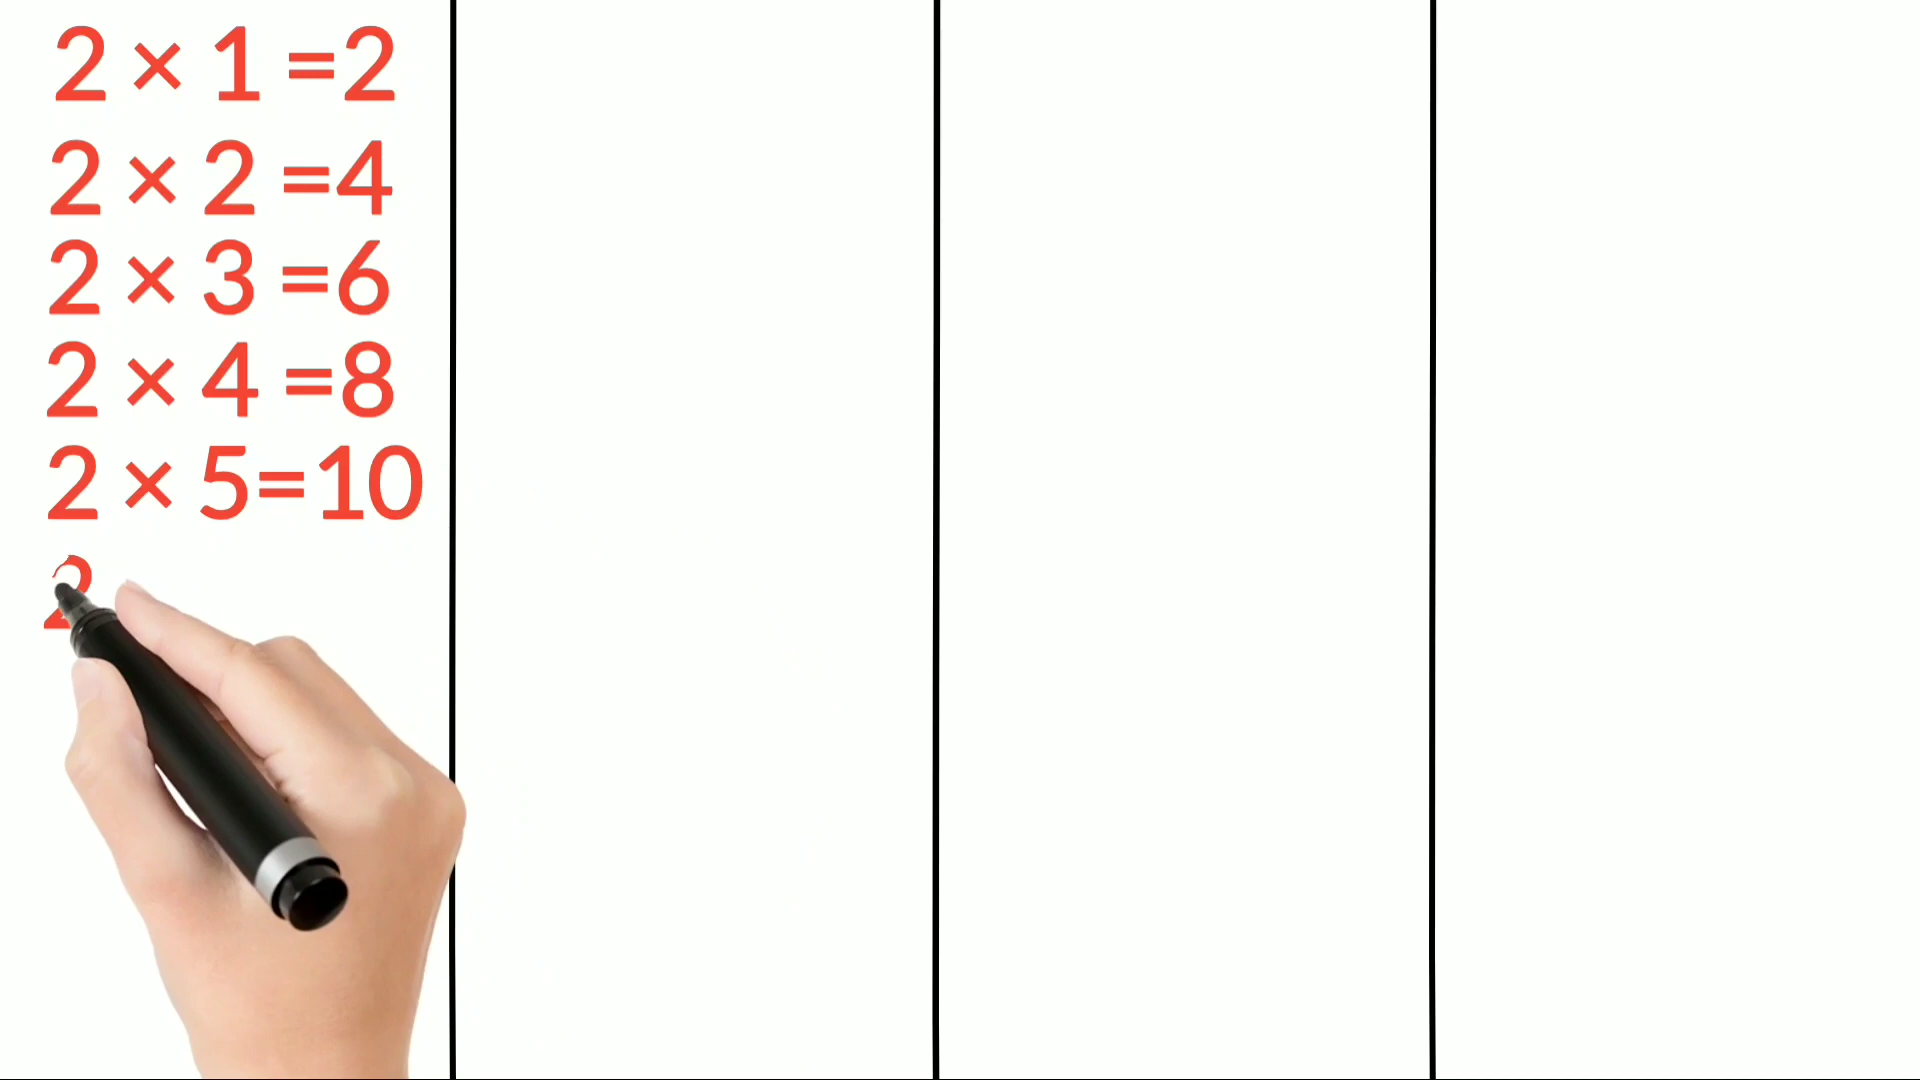 2 × 1 =2
2 × 2 =4
2 × 3 =6
2 × 4 =8
2 × 5=10
2